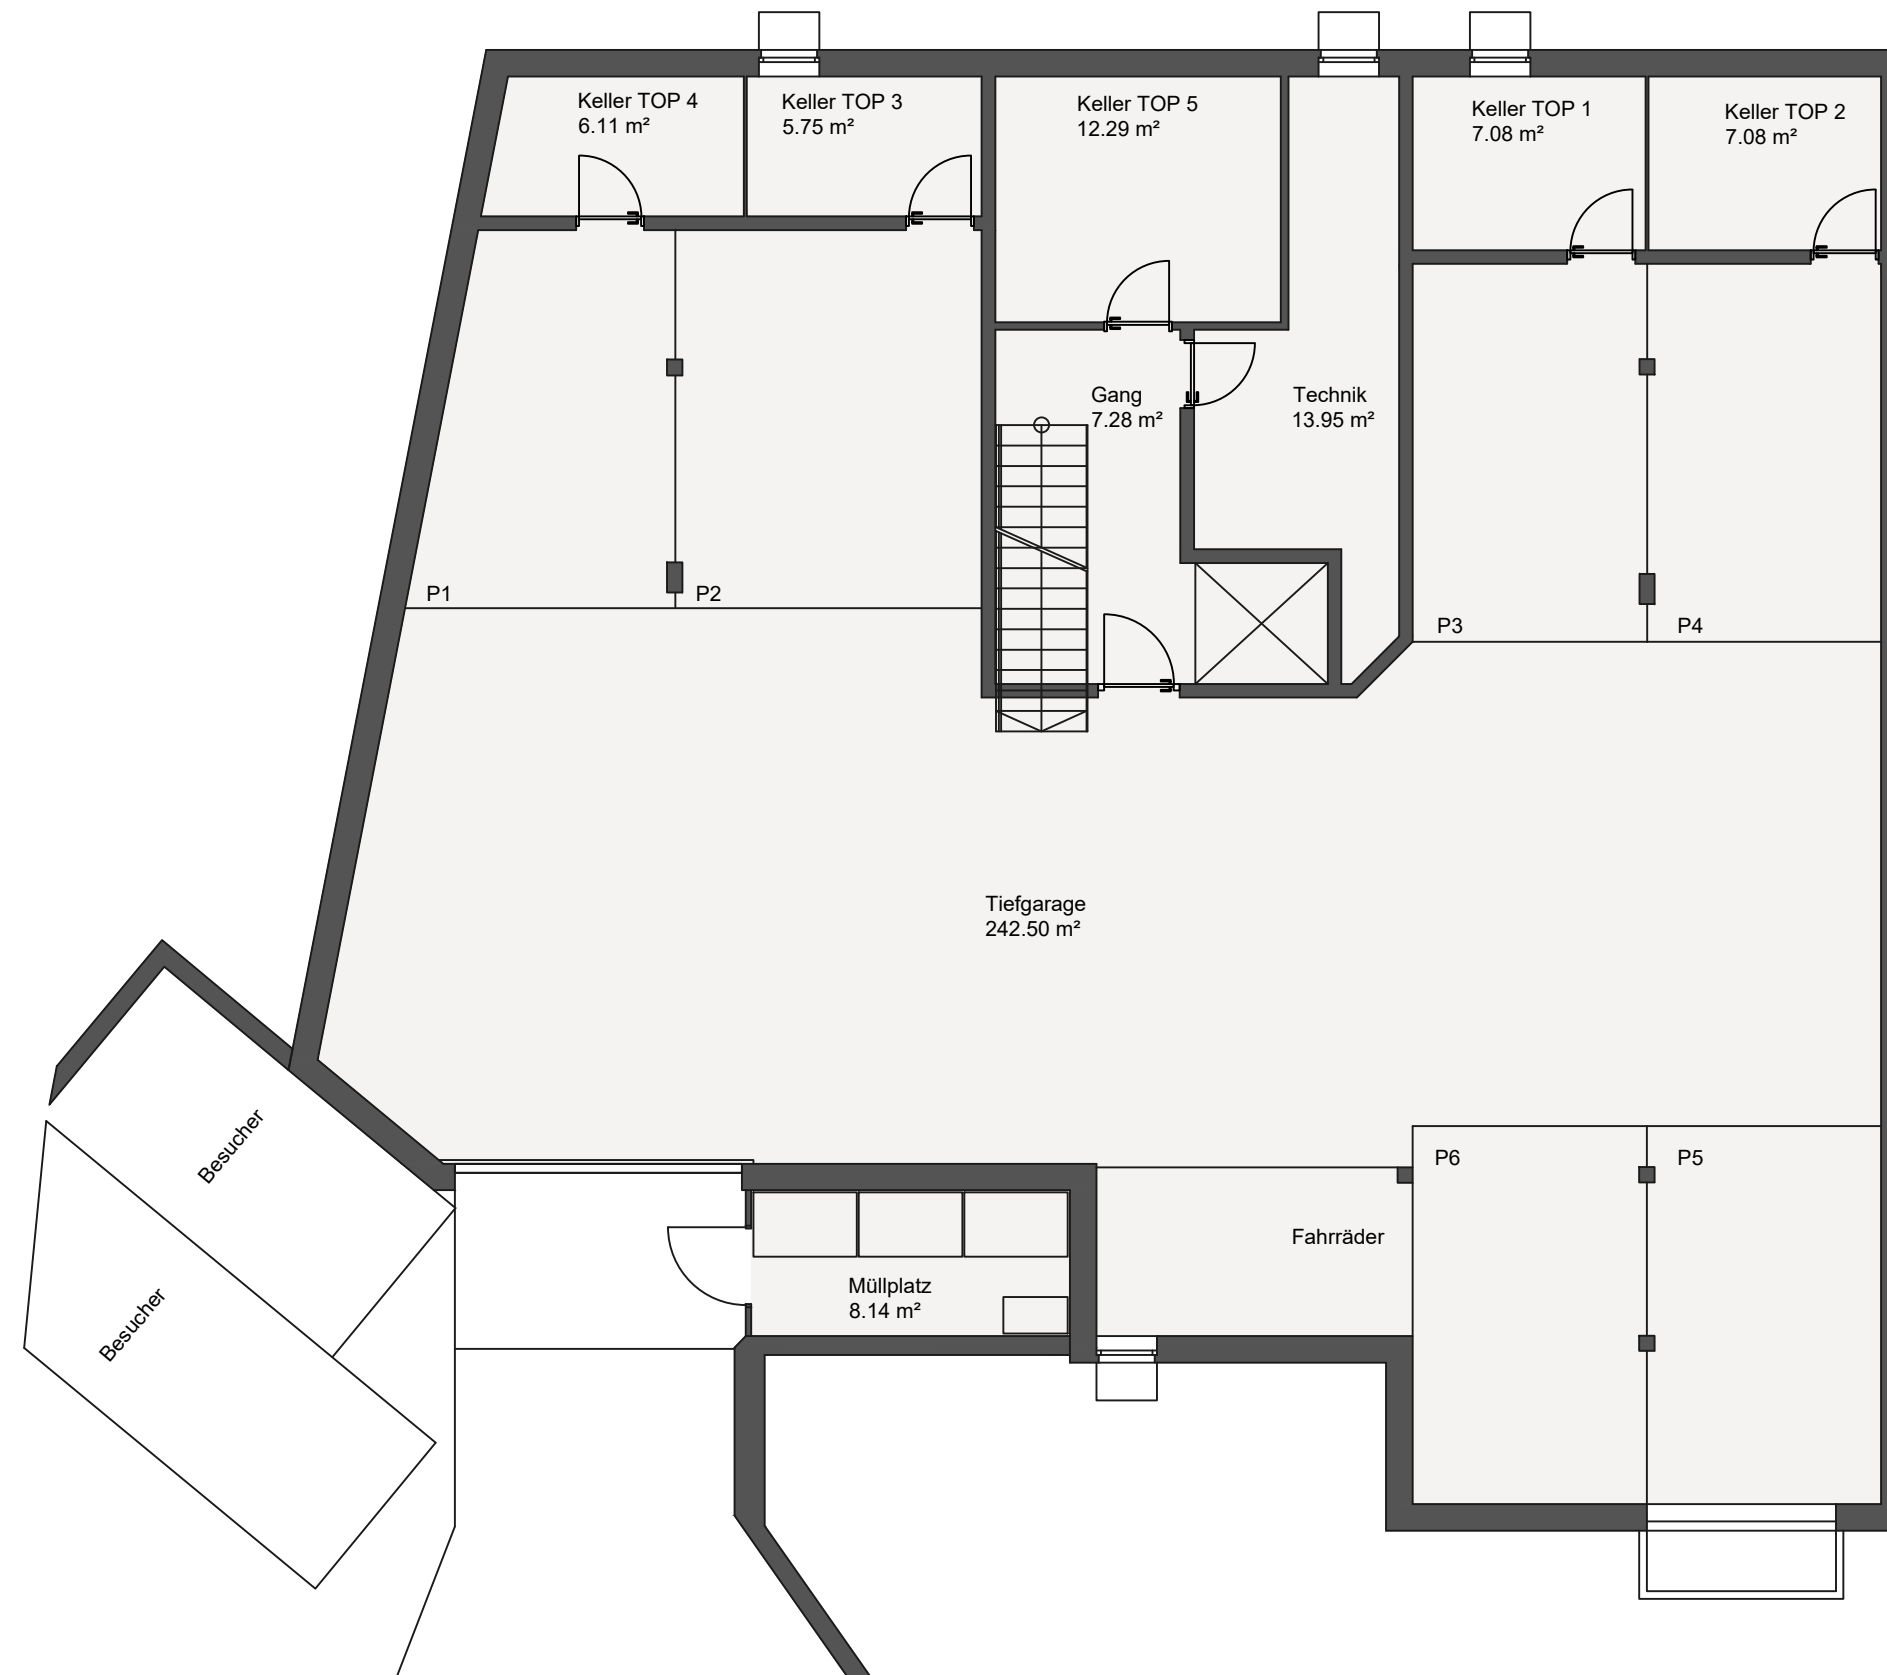 Keller TOP 4
6.11 m²
Keller TOP 3
5.75 m²
Keller TOP 5
12.29 m²
Keller TOP 1
7.08 m²
Keller TOP 2
7.08 m²
Gang
7.28 m²
Technik
13.95 m²
P1
P2
P3
P4
Tiefgarage
242.50 m²
Besucher
Besucher
P6
P5
Fahrräder
Müllplatz
8.14 m²